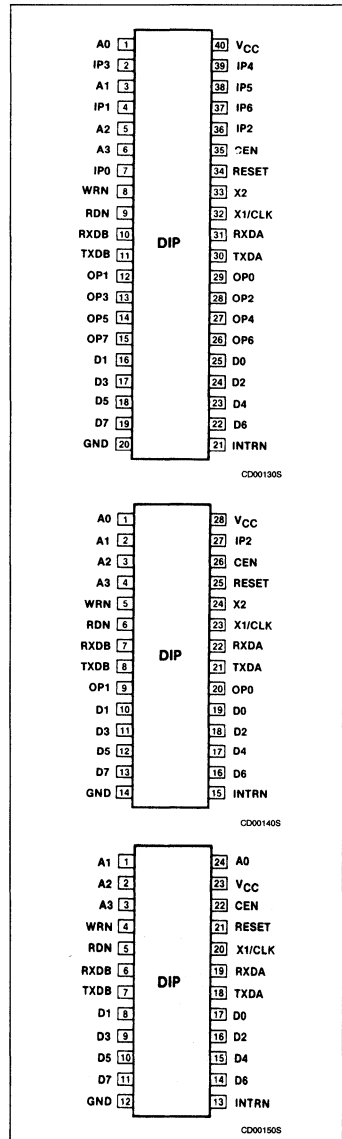 A0 1 40 VCC
IP3 2 39 IP4
A1 3 38 IP5
IP1 4 37 IP6
A2 5 36 IP2
A3 6 35 CEN
IP0 7 34 RESET
WRN 8 33 X2
RDN 9 32 X1/CLK
RXDB 10 31 RXDA
DIP
TXDB 11 30 TXDA
OP1 12 29 OP0
OP3 13 28 OP2
OP5 14 27 OP4
OP7 15 26 OP6
D1 16 25 D0
D3 17 24 D2
D5 18 23 D4
D7 19 22 D6
GND 20 21 INTRN
CD00130S
A0 1 28 VCC
A1 2 27 IP2
A2 3 26 CEN
A3 4 25 RESET
WRN 5 24 X2
RDN 6 23 X1/CLK
RXDB 7 22 RXDA
DIP
TXDB 8 21 TXDA
OP1 9 20 OP0
D1 10 19 D0
D3 11 18 D2
D5 12 17 D4
D7 13 16 D6
GND 14 15 INTRN
CD00140S
A1 1 24 A0
A2 2 23 VCC
A3 3 22 CEN
WRN 4 21 RESET
RDN 5 20 X1/CLK
RXDB 6 19 RXDA
DIP
TXDB 7 18 TXDA
D1 8 17 D0
D3 9 16 D2
D5 10 15 D4
D7 11 14 D6
GND 12 13 INTRN
CD00150S